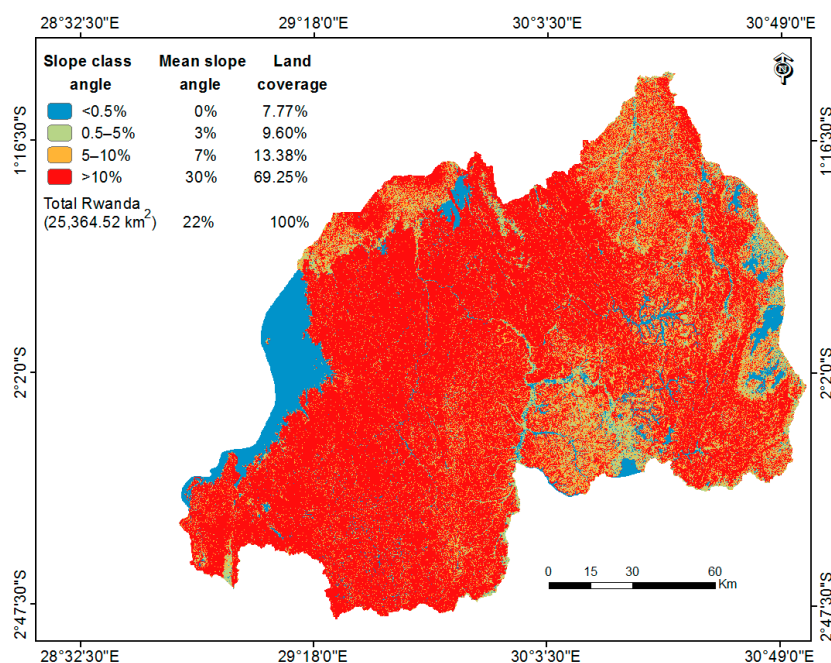 28°32'30"E 29°18'0"E 30°3'30"E 30°49'0"E
Slope class angle Mean slope angle Land coverage
<0.5% 0% 7.77%
0.5–5% 3% 9.60%
5–10% 7% 13.38%
>10% 30% 69.25%
Total Rwanda
(25,364.52 km²) 22% 100%
N
1°16'30"S 1°16'30"S
2°2'0"S 2°2'0"S
0 15 30 60
Km
2°47'30"S 2°47'30"S
28°32'30"E 29°18'0"E 30°3'30"E 30°49'0"E